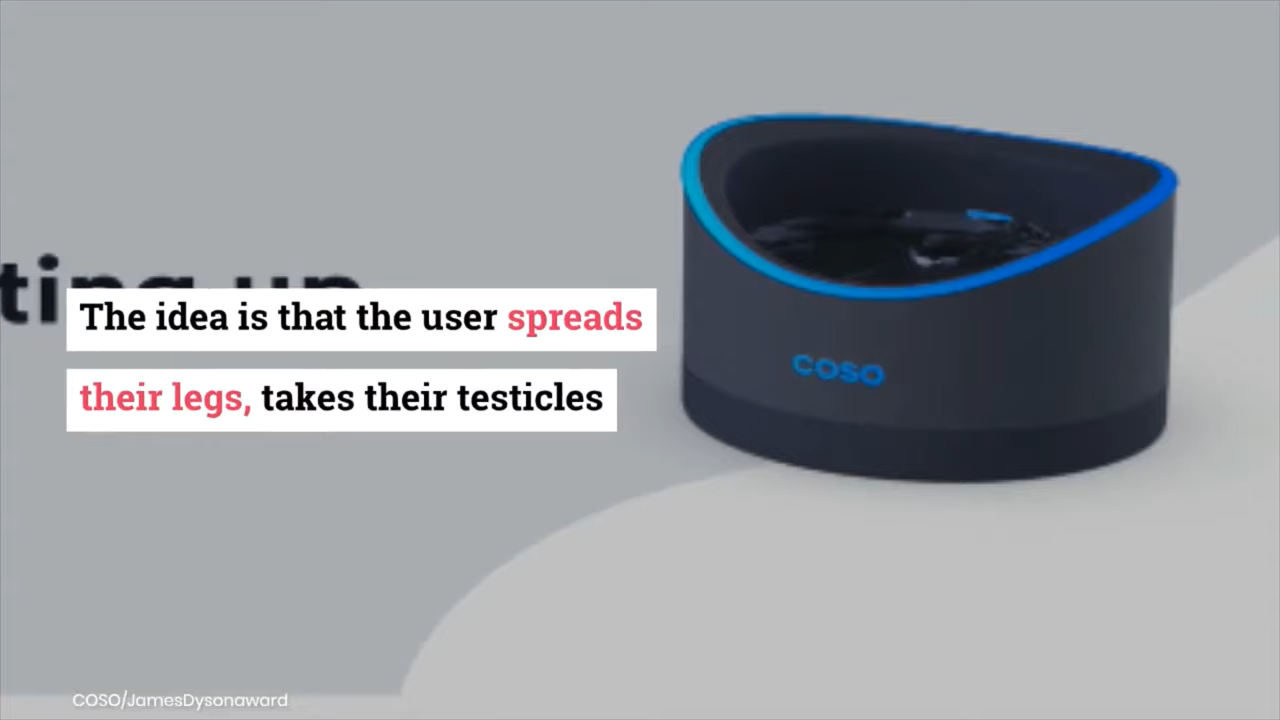 The idea is that the user spreads
their legs, takes their testicles
COSO
COSO/JamesDysonaward